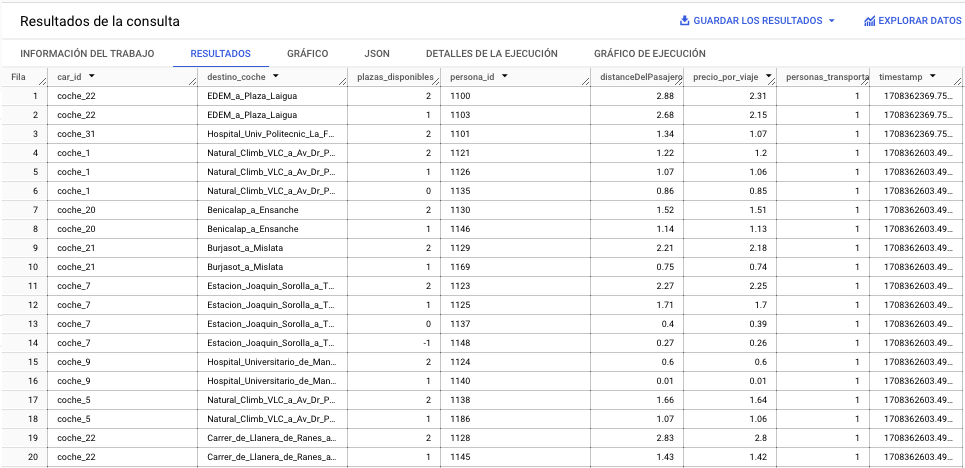 Resultados de la consulta
GUARDAR LOS RESULTADOS
EXPLORAR DATOS
INFORMACIÓN DEL TRABAJO RESULTADOS GRÁFICO JSON DETALLES DE LA EJECUCIÓN GRÁFICO DE EJECUCIÓN
Fila car_id destino_coche plazas_disponibles persona_id distanceDelPasajero precio_por_viaje personas_transporta timestamp
1 coche_22 EDEM_a_Plaza_Laigua 2 1100 2.88 2.31 1 1708362369.75...
2 coche_22 EDEM_a_Plaza_Laigua 1 1103 2.68 2.15 1 1708362369.75...
3 coche_31 Hospital_Univ_Politecnic_La_F... 2 1101 1.34 1.07 1 1708362369.75...
4 coche_1 Natural_Climb_VLC_a_Av_Dr_P... 2 1121 1.22 1.2 1 1708362603.49...
5 coche_1 Natural_Climb_VLC_a_Av_Dr_P... 1 1126 1.07 1.06 1 1708362603.49...
6 coche_1 Natural_Climb_VLC_a_Av_Dr_P... 0 1135 0.86 0.85 1 1708362603.49...
7 coche_20 Benicalap_a_Ensanche 2 1130 1.52 1.51 1 1708362603.49...
8 coche_20 Benicalap_a_Ensanche 1 1146 1.14 1.13 1 1708362603.49...
9 coche_21 Burjasot_a_Mislata 2 1129 2.21 2.18 1 1708362603.49...
10 coche_21 Burjasot_a_Mislata 1 1169 0.75 0.74 1 1708362603.49...
11 coche_7 Estacion_Joaquin_Sorolla_a_T... 2 1123 2.27 2.25 1 1708362603.49...
12 coche_7 Estacion_Joaquin_Sorolla_a_T... 1 1125 1.71 1.7 1 1708362603.49...
13 coche_7 Estacion_Joaquin_Sorolla_a_T... 0 1137 0.4 0.39 1 1708362603.49...
14 coche_7 Estacion_Joaquin_Sorolla_a_T... -1 1148 0.27 0.26 1 1708362603.49...
15 coche_9 Hospital_Universitario_de_Man... 2 1124 0.6 0.6 1 1708362603.49...
16 coche_9 Hospital_Universitario_de_Man... 1 1140 0.01 0.01 1 1708362603.49...
17 coche_5 Natural_Climb_VLC_a_Av_Dr_P... 2 1138 1.66 1.64 1 1708362603.49...
18 coche_5 Natural_Climb_VLC_a_Av_Dr_P... 1 1186 1.07 1.06 1 1708362603.49...
19 coche_22 Carrer_de_Llanera_de_Ranes_a... 2 1128 2.83 2.8 1 1708362603.49...
20 coche_22 Carrer_de_Llanera_de_Ranes_a... 1 1145 1.43 1.42 1 1708362603.49...